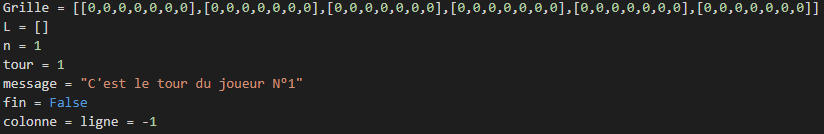 Grille = [[0,0,0,0,0,0,0],[0,0,0,0,0,0,0],[0,0,0,0,0,0,0],[0,0,0,0,0,0,0],[0,0,0,0,0,0,0],[0,0,0,0,0,0,0]]
L = []
n = 1
tour = 1
message = "C'est le tour du joueur N°1"
fin = False
colonne = ligne = -1